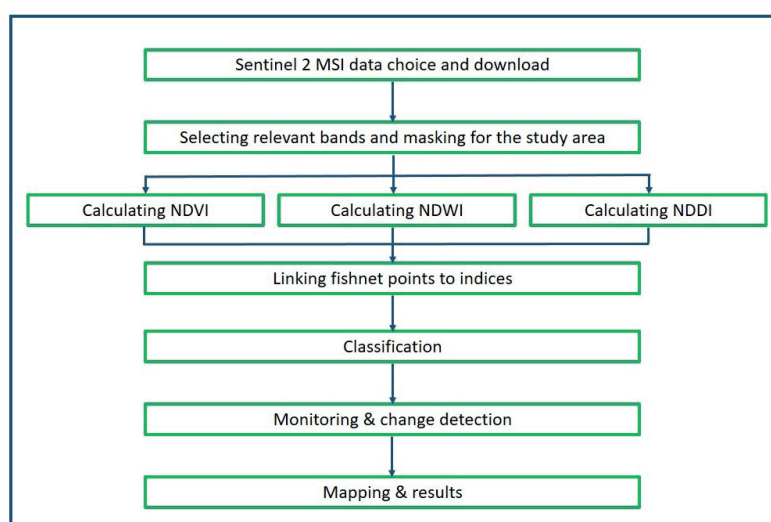 Sentinel 2 MSI data choice and download
Selecting relevant bands and masking for the study area
Calculating NDVI
Calculating NDWI
Calculating NDDI
Linking fishnet points to indices
Classification
Monitoring & change detection
Mapping & results